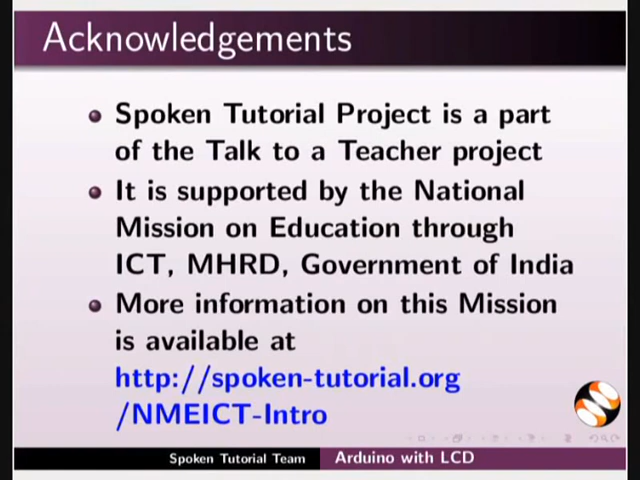 Acknowledgements
Spoken Tutorial Project is a part
of the Talk to a Teacher project
It is supported by the National
Mission on Education through
ICT, MHRD, Government of India
More information on this Mission
is available at
http://spoken-tutorial.org
/NMEICT-Intro
Spoken Tutorial Team
Arduino with LCD